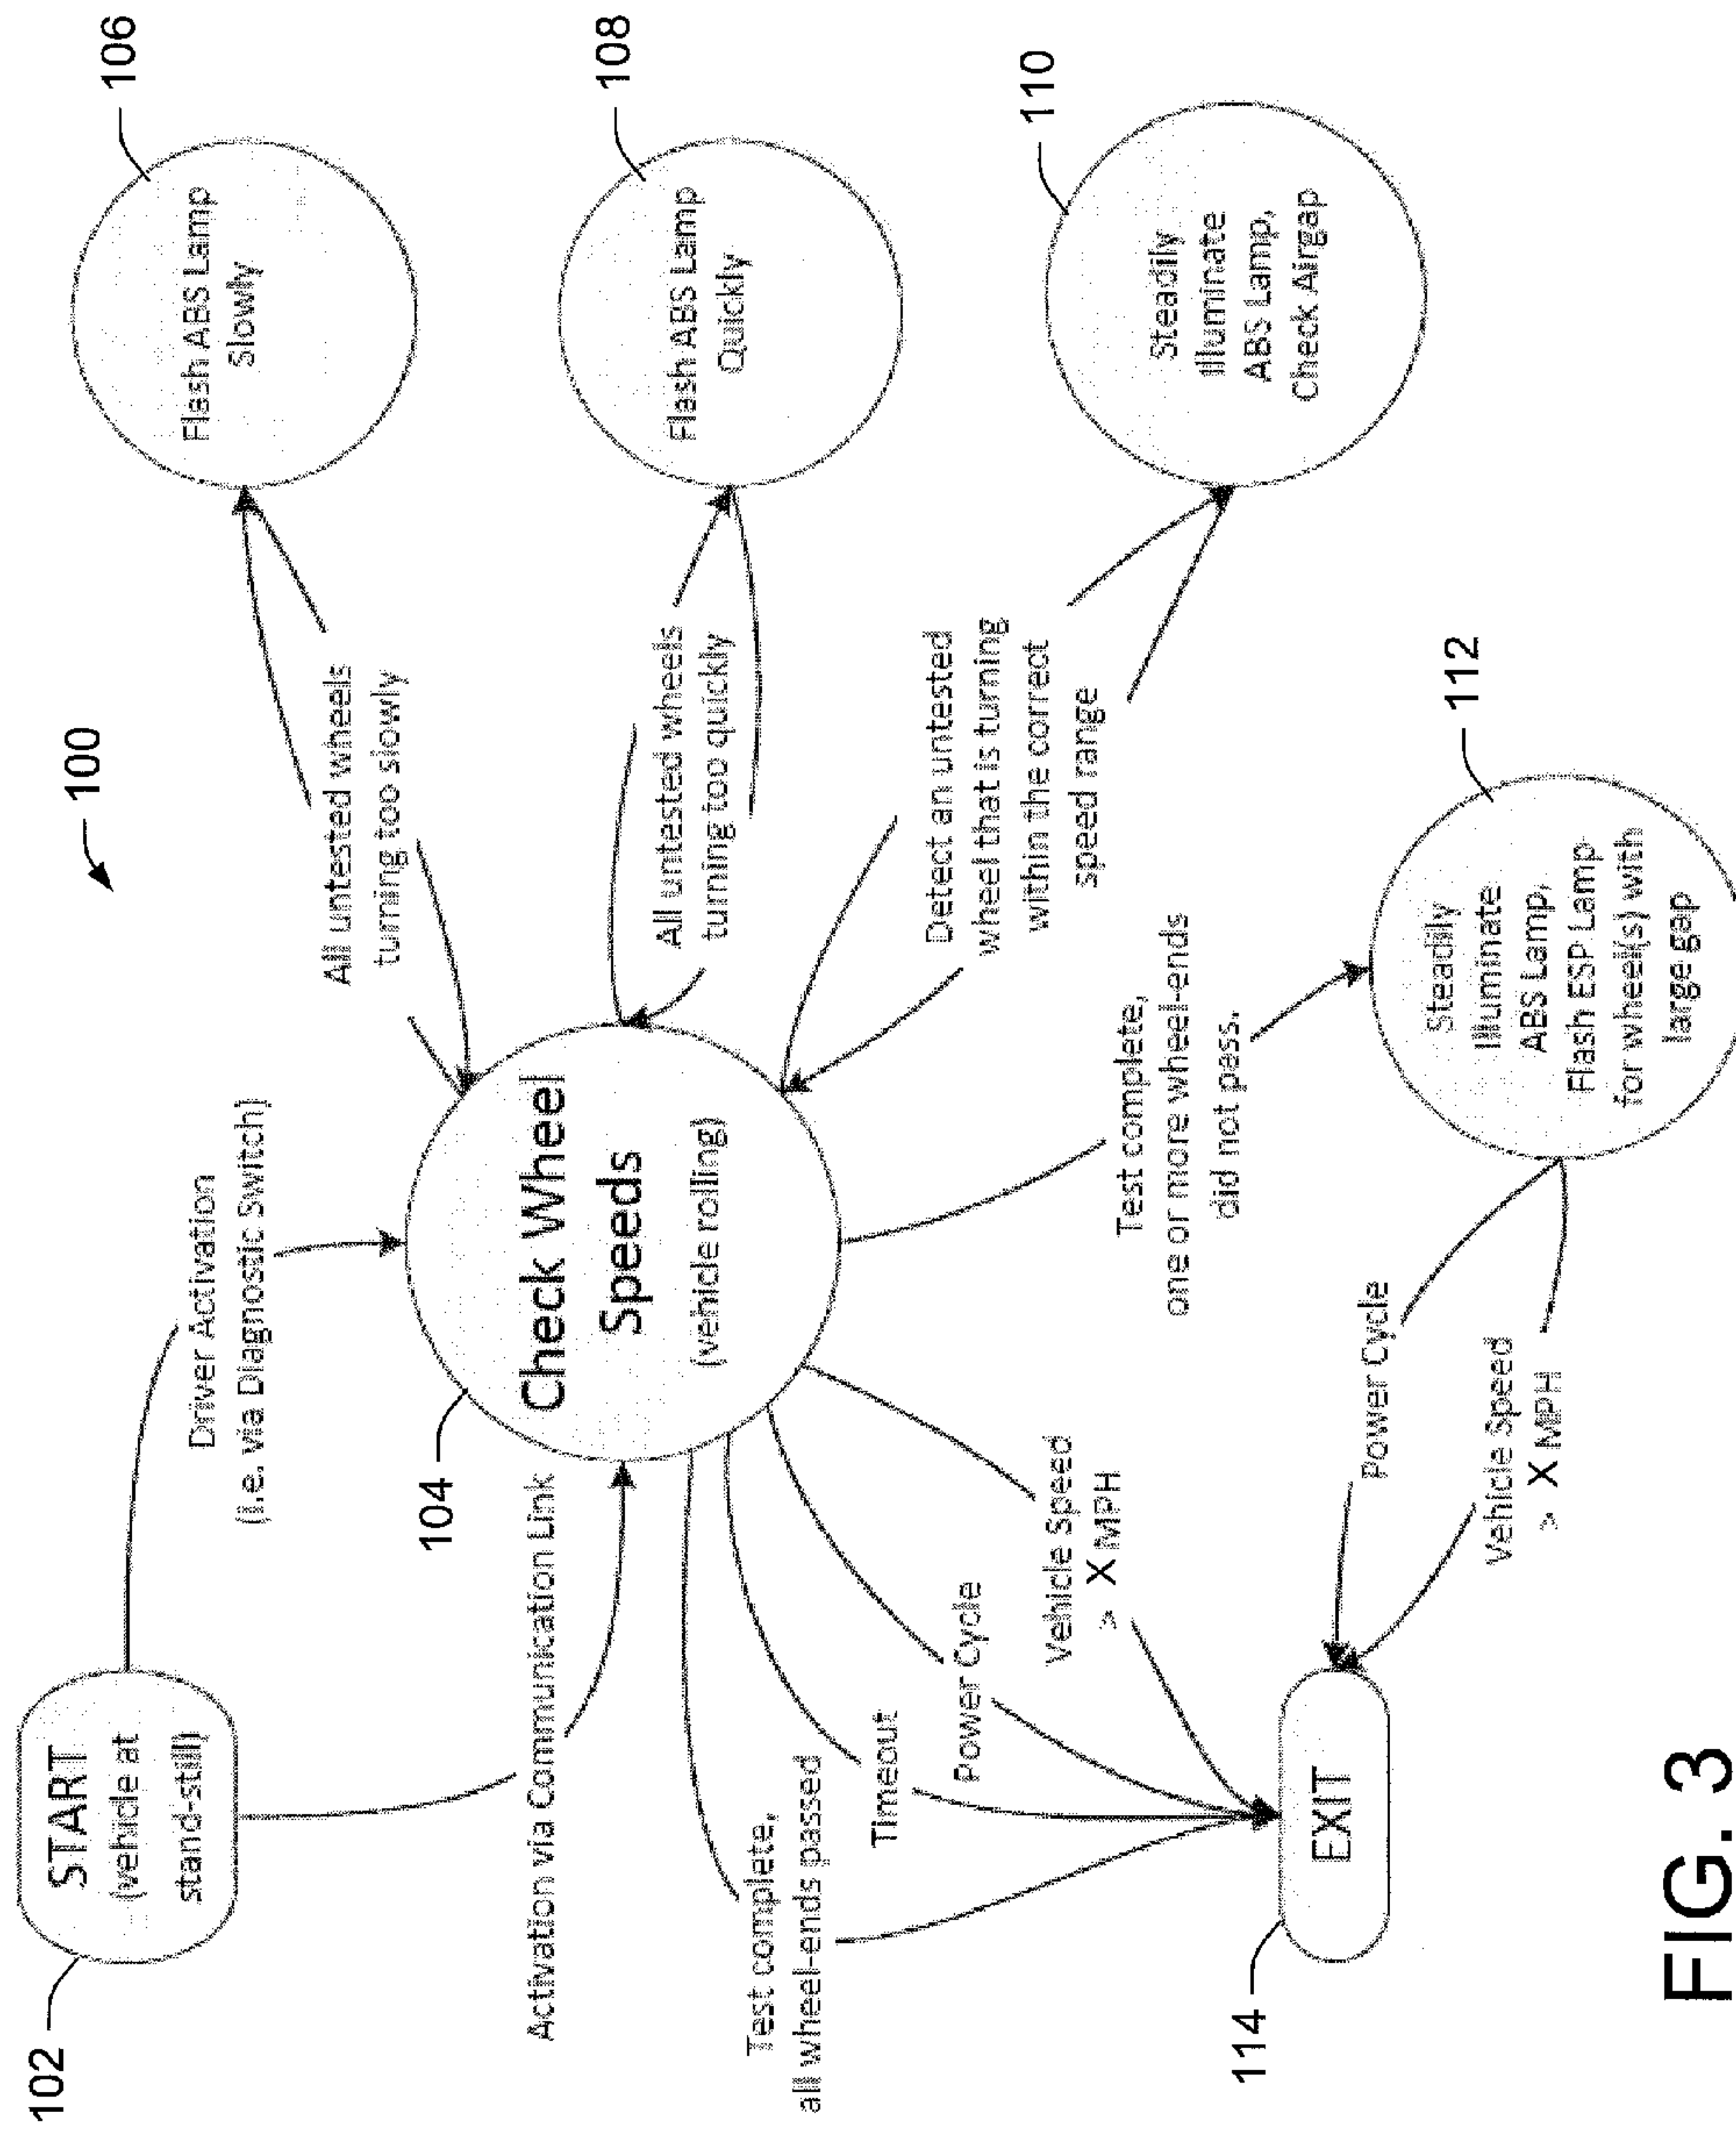 100
102
START
(vehicle at
stand-still)
Driver Activation
(i.e. via Diagnostic Switch)
Activation via Communication Link
104
Check Wheel
Speeds
(vehicle rolling)
All untested wheels
turning too slowly
106
Flash ABS Lamp
Slowly
All untested wheels
turning too quickly
108
Flash ABS Lamp
Quickly
Detect an untested
wheel that is turning
within the correct
speed range
110
Steadily
Illuminate
ABS Lamp,
Check Airgap
Test complete,
all wheel-ends passed
Timeout
Power Cycle
Vehicle Speed
> X MPH
Test complete,
one or more wheel-ends
did not pass.
112
Steadily
Illuminate
ABS Lamp,
Flash ESP Lamp
for wheel(s) with
large gap
Power Cycle
Vehicle Speed
> X MPH
114
EXIT
FIG. 3